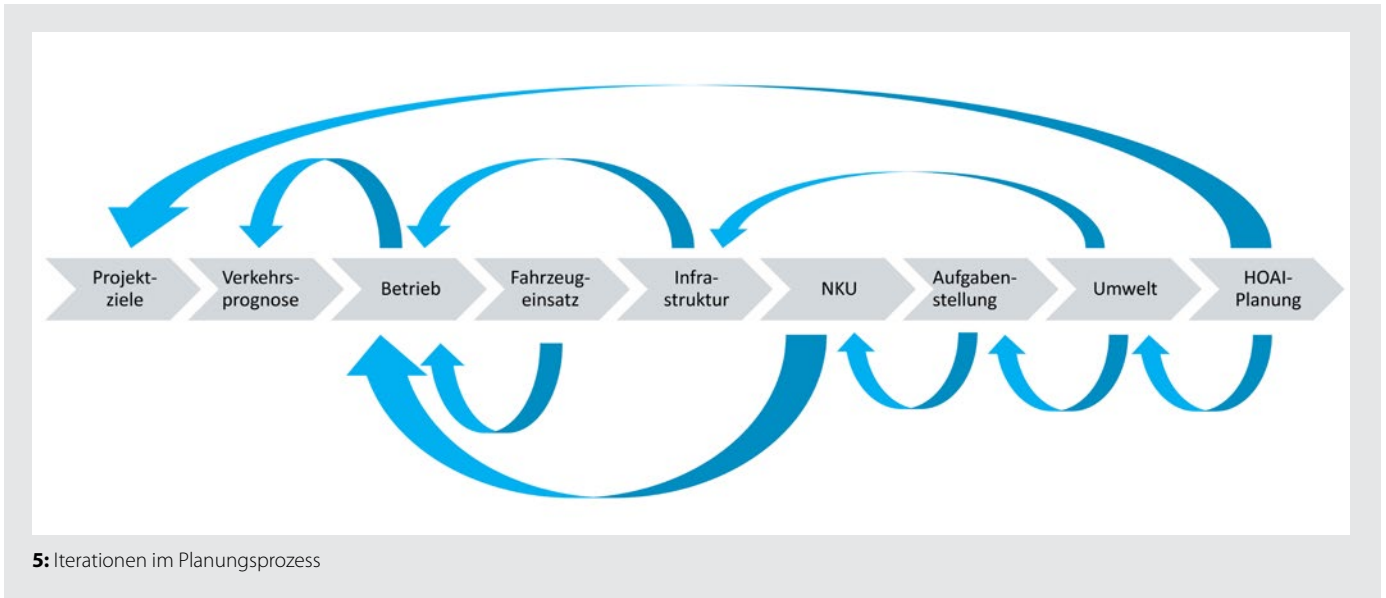 Projekt-
ziele
Verkehrs-
prognose
Betrieb
Fahrzeug-
einsatz
Infra-
struktur
NKU
Aufgaben-
stellung
Umwelt
HOAI-
Planung
5: Iterationen im Planungsprozess